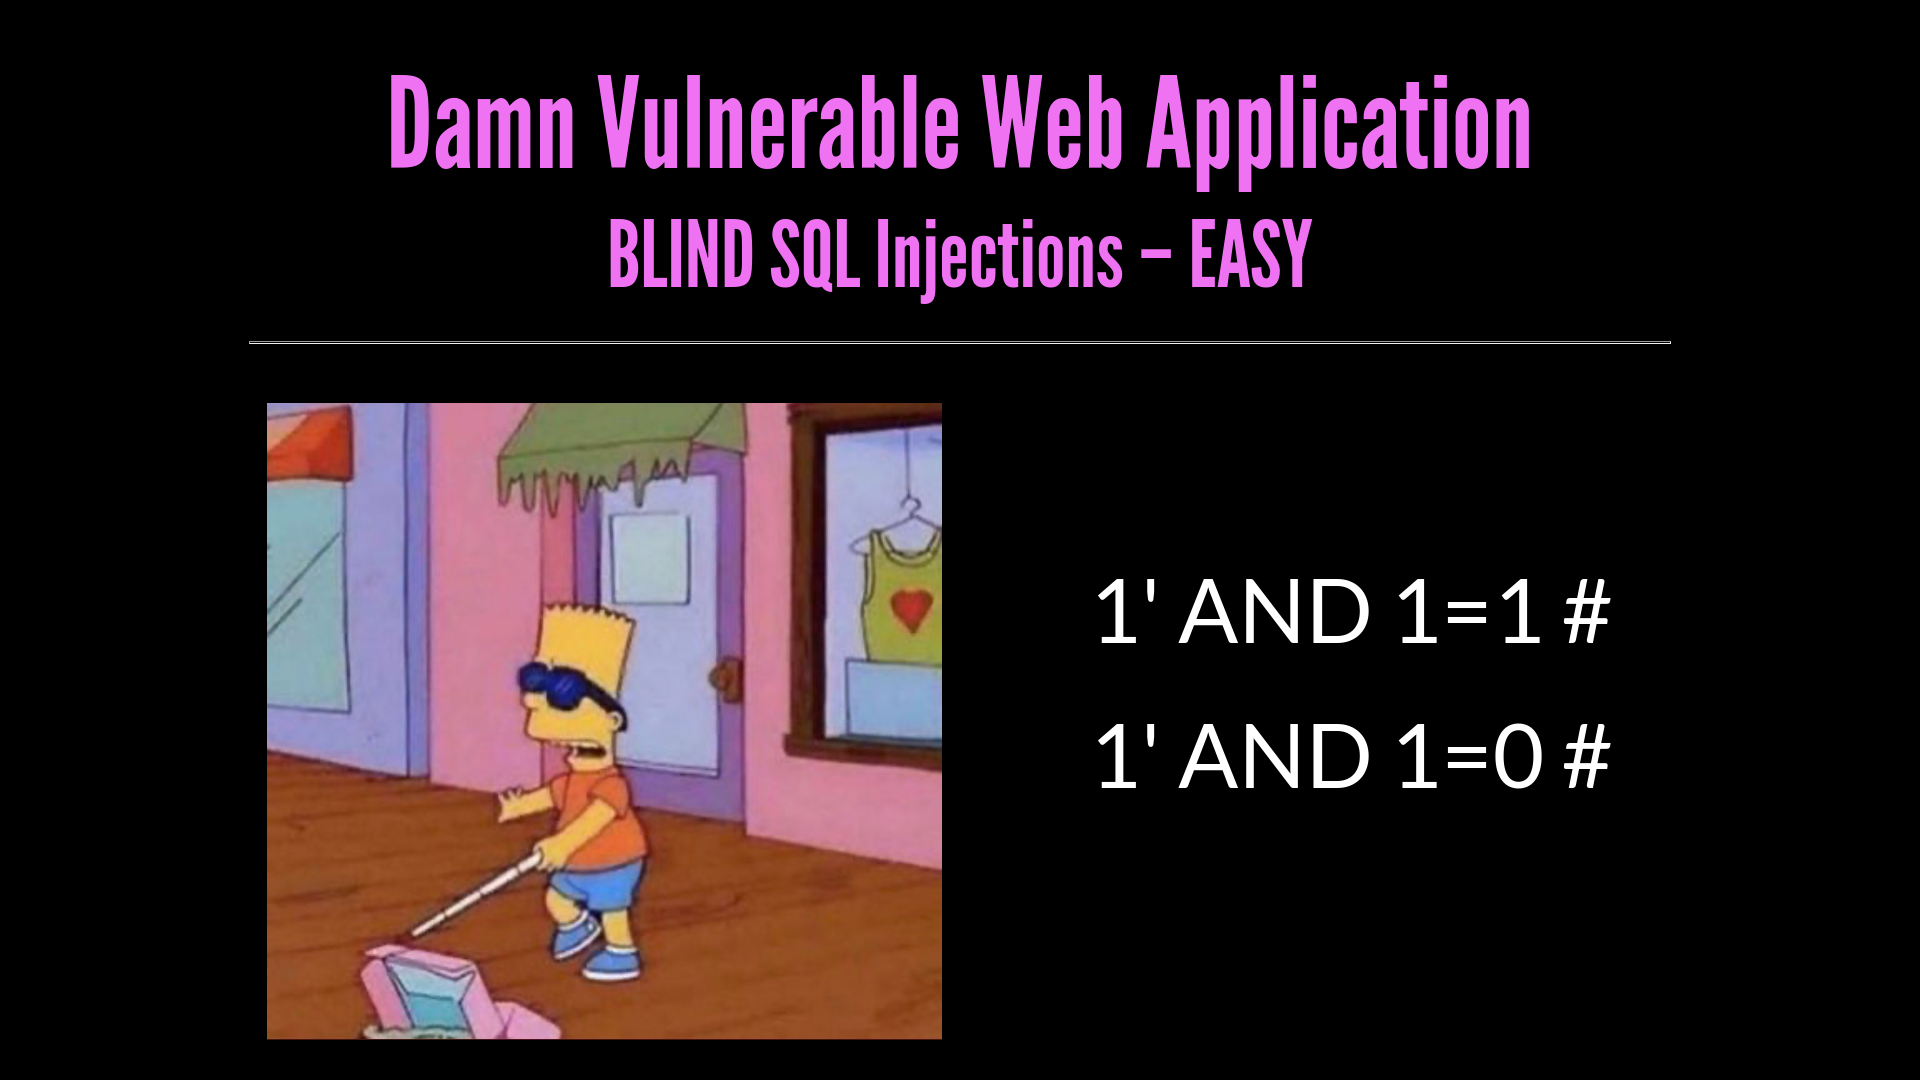 Damn Vulnerable Web Application
BLIND SQL Injections – EASY
1' AND 1=1 #
1' AND 1=0 #